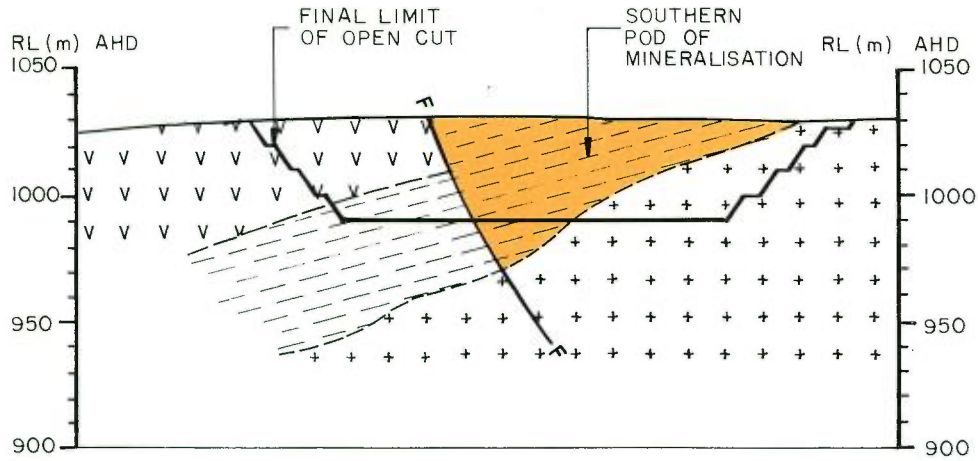 FINAL LIMIT
OF OPEN CUT
SOUTHERN
POD OF
MINERALISATION
RL (m) AHD
RL (m) AHD
1050
1050
F
1000
1000
950
950
F
900
900